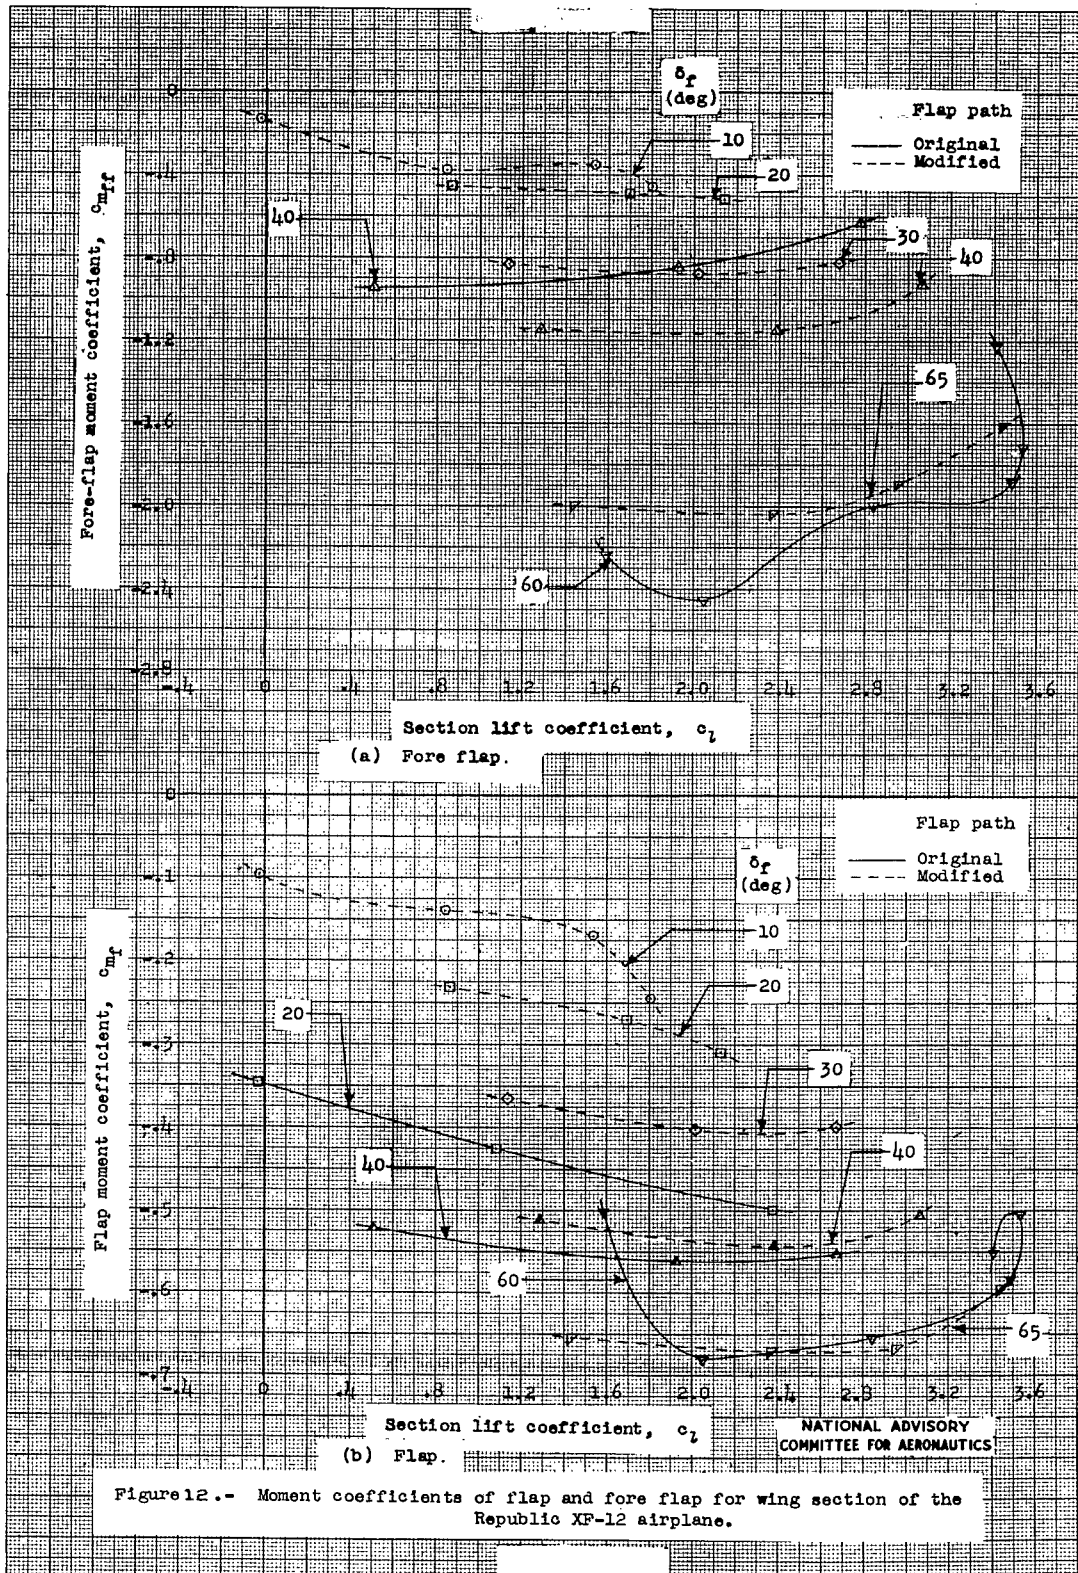 δf
(deg)
Flap path
Original
Modified
10
20
30
40
40
65
60
0
-.4
-.8
-1.2
-1.6
-2.0
-2.4
-2.8
Fore-flap moment coefficient, cmff
-.4 0 .4 .8 1.2 1.6 2.0 2.4 2.8 3.2 3.6
Section lift coefficient, cl
(a) Fore flap.
δf
(deg)
Flap path
Original
Modified
10
20
20
30
40
40
60
65
0
-.1
-.2
-.3
-.4
-.5
-.6
-.7
Flap moment coefficient, cmf
-.4 0 .4 .8 1.2 1.6 2.0 2.4 2.8 3.2 3.6
Section lift coefficient, cl
(b) Flap.
NATIONAL ADVISORY
COMMITTEE FOR AERONAUTICS
Figure 12.- Moment coefficients of flap and fore flap for wing section of the
Republic XF-12 airplane.